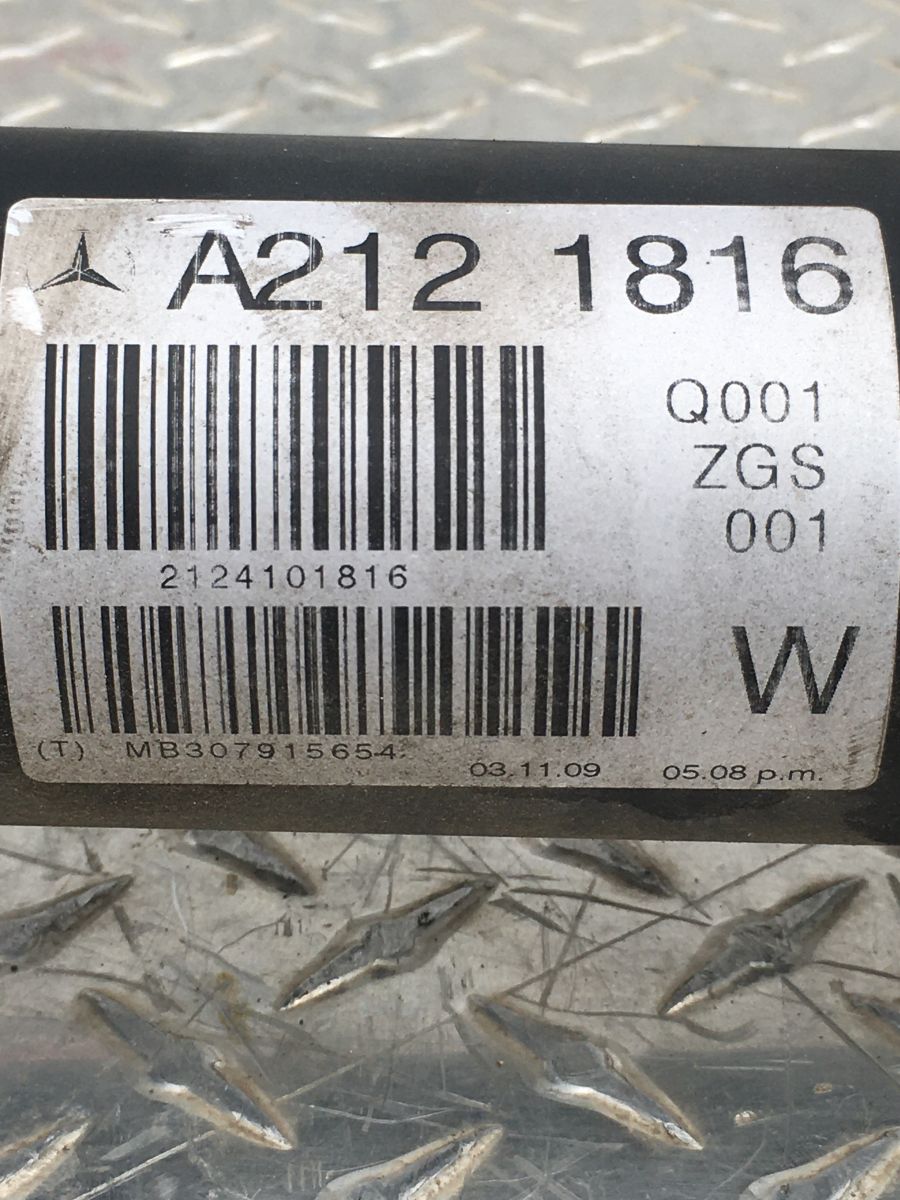 A212 1816
Q001
ZGS
001
2124101816
W
(T) MB307915654
03.11.09 05.08 p.m.